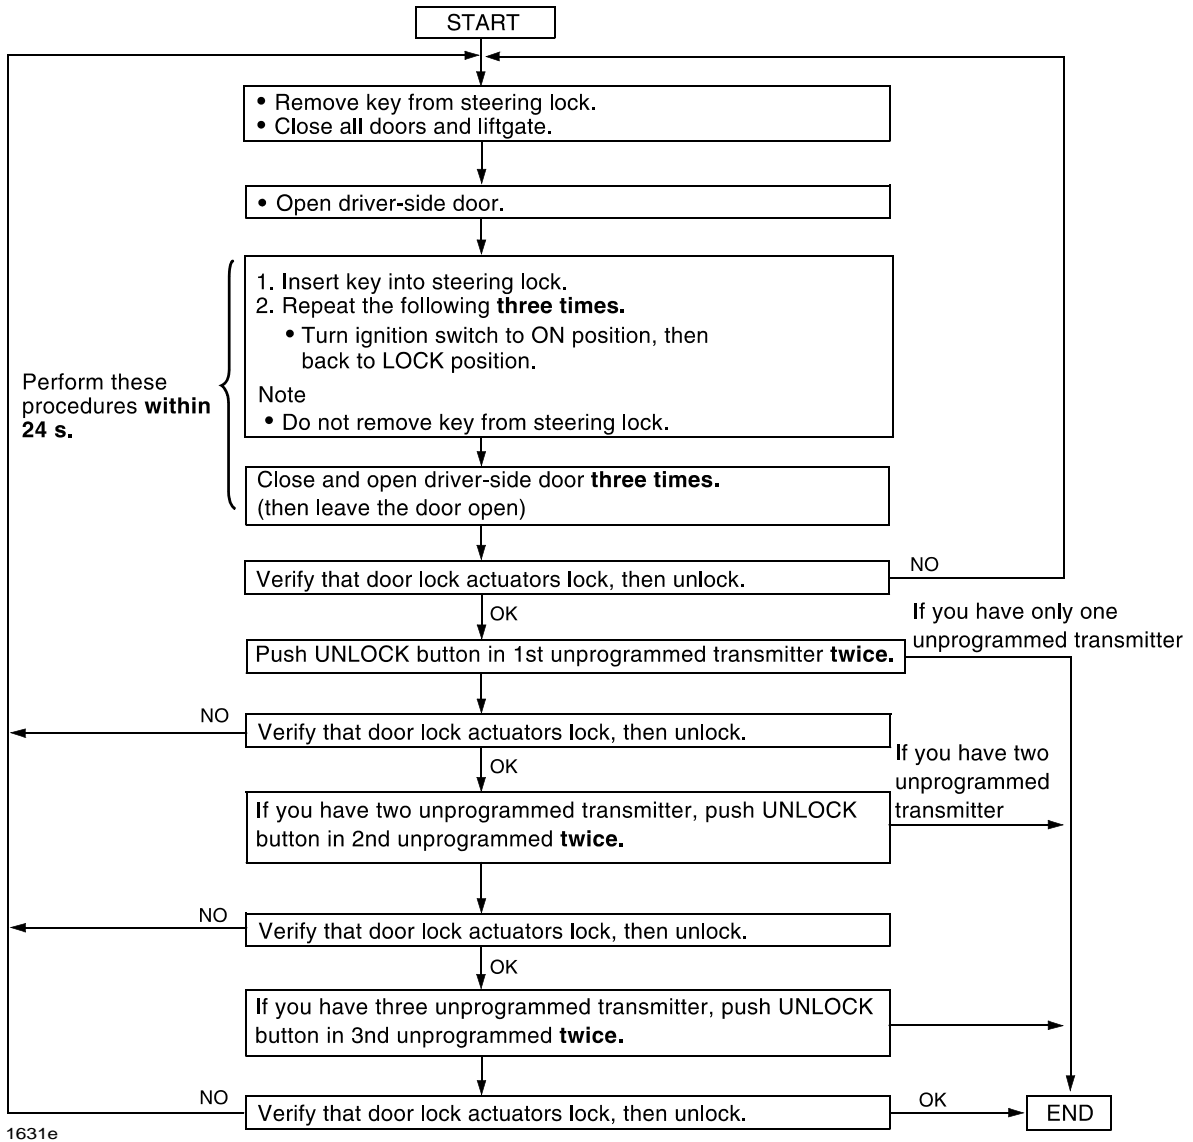 START
• Remove key from steering lock.
• Close all doors and liftgate.
• Open driver-side door.
Perform these
procedures within
24 s.
1. Insert key into steering lock.
2. Repeat the following three times.
• Turn ignition switch to ON position, then
back to LOCK position.
Note
• Do not remove key from steering lock.
Close and open driver-side door three times.
(then leave the door open)
Verify that door lock actuators lock, then unlock.
NO
OK
If you have only one
unprogrammed transmitter
Push UNLOCK button in 1st unprogrammed transmitter twice.
NO
Verify that door lock actuators lock, then unlock.
OK
If you have two
unprogrammed
transmitter
If you have two unprogrammed transmitter, push UNLOCK
button in 2nd unprogrammed twice.
NO
Verify that door lock actuators lock, then unlock.
OK
If you have three unprogrammed transmitter, push UNLOCK
button in 3nd unprogrammed twice.
NO
Verify that door lock actuators lock, then unlock.
OK
END
1631e